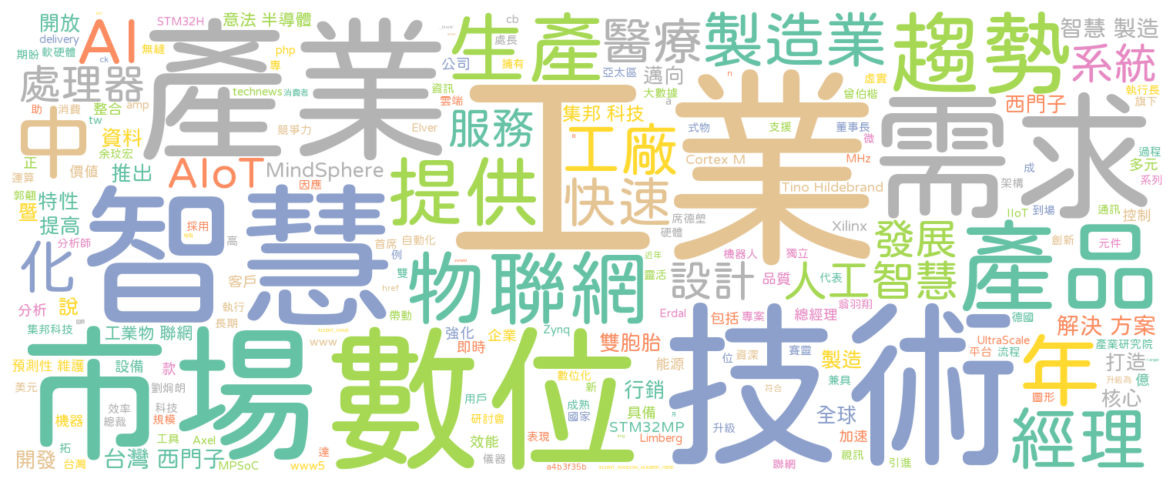 開放
STM32H
意法 半導體
cb
製造業
趨勢
智慧 製造
delivery
AI
產業
php
生產
處長
醫療
系統
期盼
軟硬體
無縫
專
公司
擁有
亞太區
虛實
ck
處理器
technews
消費者
資訊
雲端
邁向
大數據
曾伯楷
執行長
旗下
助
消費
整合
amp
競爭力
Elver
服務
集邦 科技
a
n
西門子
中
tw
資料
工業
工廠
式物
支援
董事長
微
需求
正
余玟宏
運算
價值
推出
AIoT
MindSphere
因應
提供
快速
Cortex M
MHz
過程
多元
成
架構
系列
郭翹
暨
特性
提高
智慧
採用
高
Tino Hildebrand
席德塱
硬體
Xilinx
IIoT
到場
通訊
控制
化
分析師
首席
自動化
例
雙
物聯網
近年
靈活
機器人
獨立
發展
產品
創新
元件
客戶
執行
長期
href
帶動
設計
品質
代表
人工智慧
德國
分析
說
集邦科技
工業物 聯網
www
強化
企業
Zynq
Erdal
包括
專案
翁羽翔
總經理
解決 方案
市場
數位
即時
雙胞胎
技術
UltraScale
產業研究院
預測性 維護
設備
款
能源
位
資深
賽靈
製造
平台
流程
年
打造
美元
劉炯朗
數位化
新
行銷
兼具
符合
升級為
億
機器
效率
總裁
科技
規模
用戶
成熟
國家
具備
全球
圖形
核心
拓
工具
Axel
研討會
效能
表現
STM32MP
Limberg
升級
加速
經理
開發
台灣
台灣 西門子
MPSoC
www5
達
儀器
a4b3f35b
聯網
視訊
引進